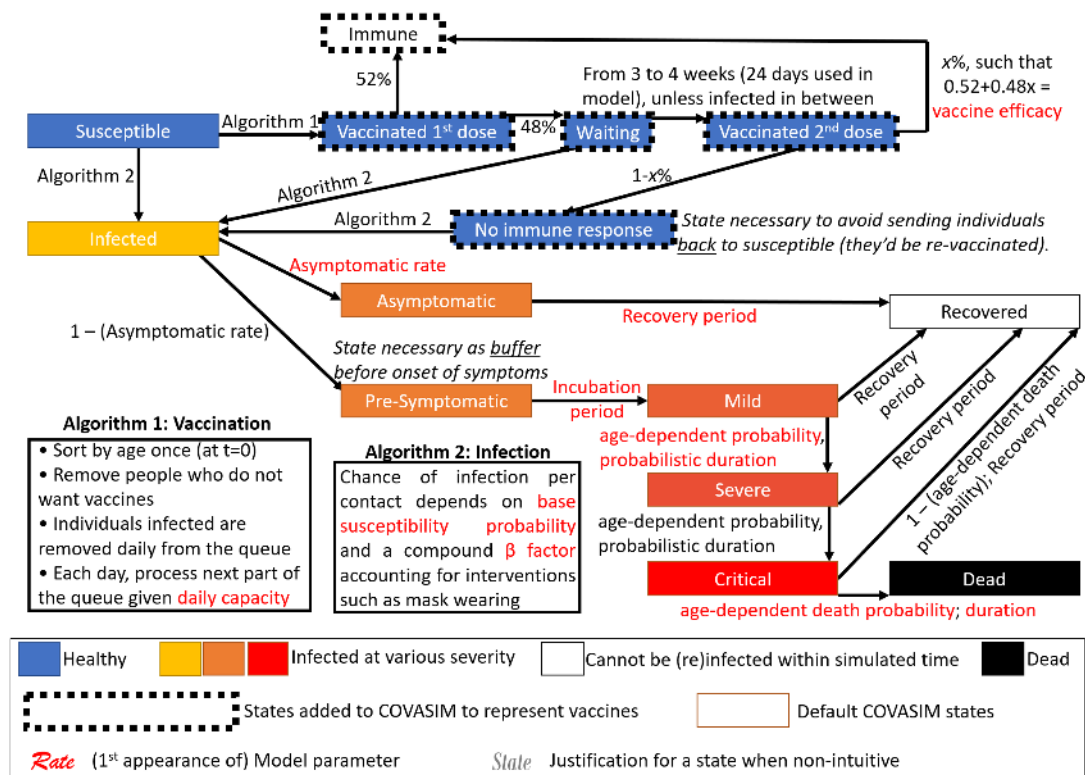 Immune
52%
From 3 to 4 weeks (24 days used in
model), unless infected in between
x%, such that
0.52+0.48x =
vaccine efficacy
Susceptible
Algorithm 1
Vaccinated 1st dose
48%
Waiting
Vaccinated 2nd dose
Algorithm 2
Algorithm 2
1-x%
Algorithm 2
Infected
No immune response
State necessary to avoid sending individuals
back to susceptible (they'd be re-vaccinated).
Asymptomatic rate
Asymptomatic
Recovery period
Recovered
1 – (Asymptomatic rate)
State necessary as buffer
before onset of symptoms
Pre-Symptomatic
Incubation
period
Mild
Recovery
period
Recovery period
1 – (age-dependent death
probability); Recovery period
age-dependent probability,
probabilistic duration
Severe
age-dependent probability,
probabilistic duration
Critical
Dead
age-dependent death probability; duration
Algorithm 1: Vaccination
• Sort by age once (at t=0)
• Remove people who do not
want vaccines
• Individuals infected are
removed daily from the queue
• Each day, process next part of
the queue given daily capacity
Algorithm 2: Infection
Chance of infection per
contact depends on base
susceptibility probability
and a compound β factor
accounting for interventions
such as mask wearing
Healthy
Infected at various severity
Cannot be (re)infected within simulated time
Dead
States added to COVASIM to represent vaccines
Default COVASIM states
Rate (1st appearance of) Model parameter
State Justification for a state when non-intuitive